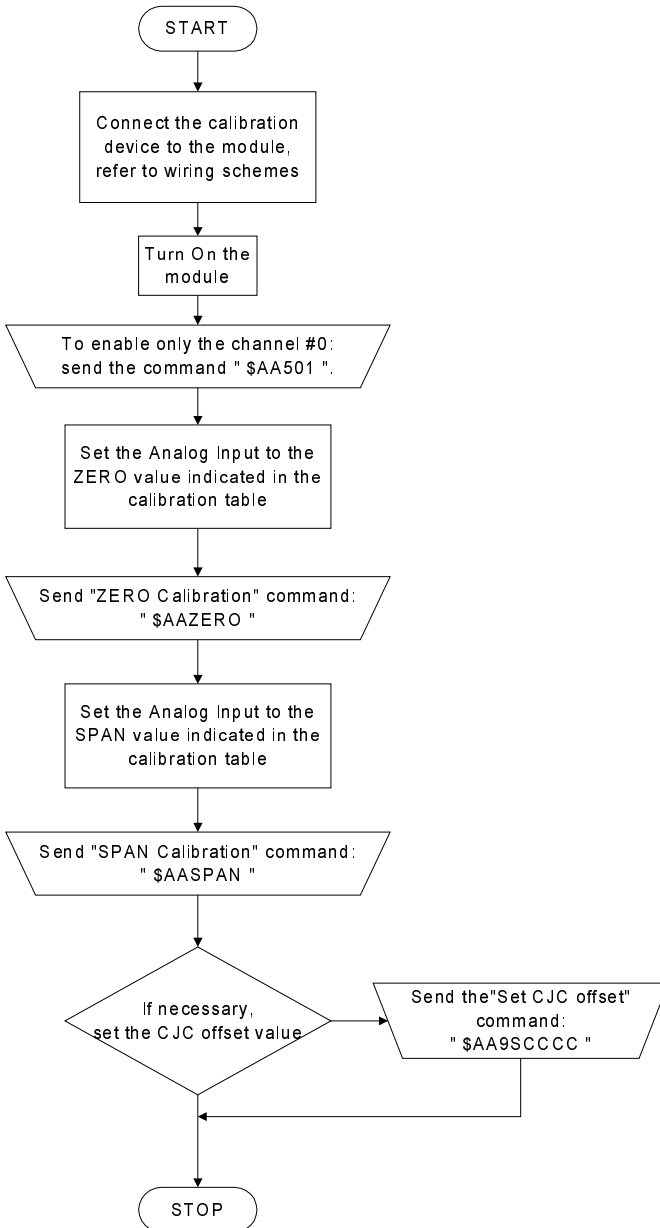 START
Connect the calibration
device to the module,
refer to wiring schemes
Turn On the
module
To enable only the channel #0:
send the command " $AA501 ".
Set the Analog Input to the
ZERO value indicated in the
calibration table
Send "ZERO Calibration" command:
" $AAZERO "
Set the Analog Input to the
SPAN value indicated in the
calibration table
Send "SPAN Calibration" command:
" $AASPAN "
If necessary,
set the CJC offset value
Send the"Set CJC offset"
command:
" $AA9SCCCC "
STOP